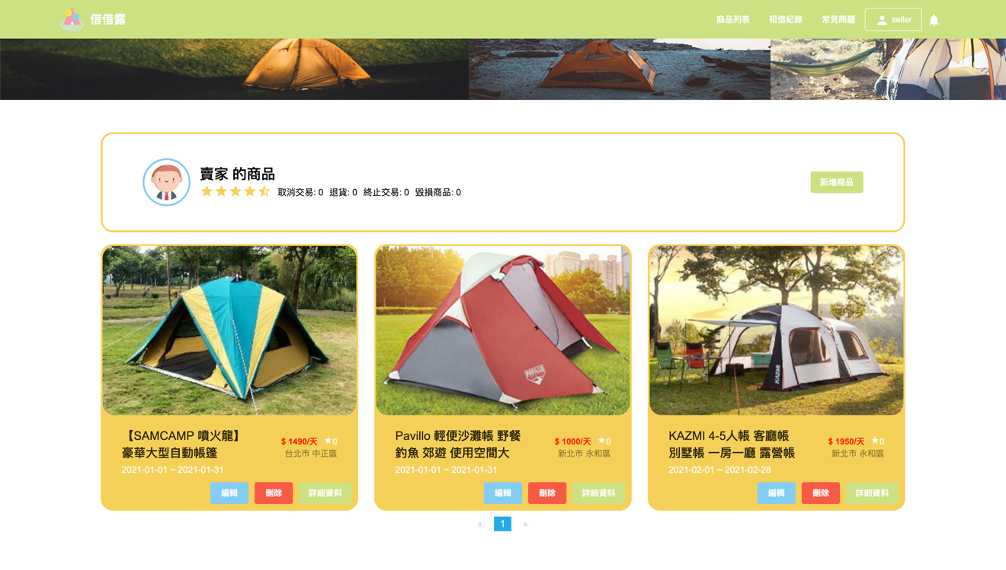 借借露
商品列表 租借紀錄 常見問題 seller
賣家 的商品
取消交易: 0 退貨: 0 終止交易: 0 毀損商品: 0
新增商品
【SAMCAMP 噴火龍】
豪華大型自動帳篷
$ 1490/天 ★0
台北市 中正區
2021-01-01 ~ 2021-01-31
編輯 刪除 詳細資料
PAVILLO
Pavillo 輕便沙灘帳 野餐
釣魚 郊遊 使用空間大
$ 1000/天 ★0
新北市 永和區
2021-01-01 ~ 2021-01-31
編輯 刪除 詳細資料
KAZMI
KAZMI 4-5人帳 客廳帳
別墅帳 一房一廳 露營帳
$ 1950/天 ★0
新北市 永和區
2021-02-01 ~ 2021-02-28
編輯 刪除 詳細資料
« 1 »